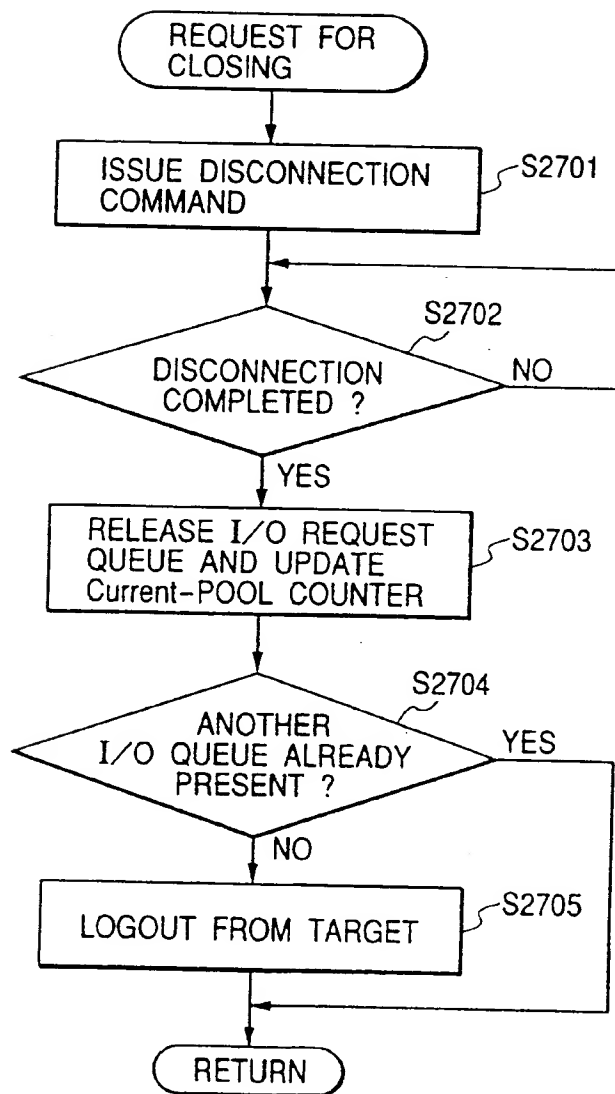 REQUEST FOR
CLOSING
ISSUE DISCONNECTION
COMMAND
S2701
S2702
DISCONNECTION
COMPLETED ?
NO
YES
RELEASE I/O REQUEST
QUEUE AND UPDATE
Current-POOL COUNTER
S2703
S2704
ANOTHER
I/O QUEUE ALREADY
PRESENT ?
YES
NO
LOGOUT FROM TARGET
S2705
RETURN